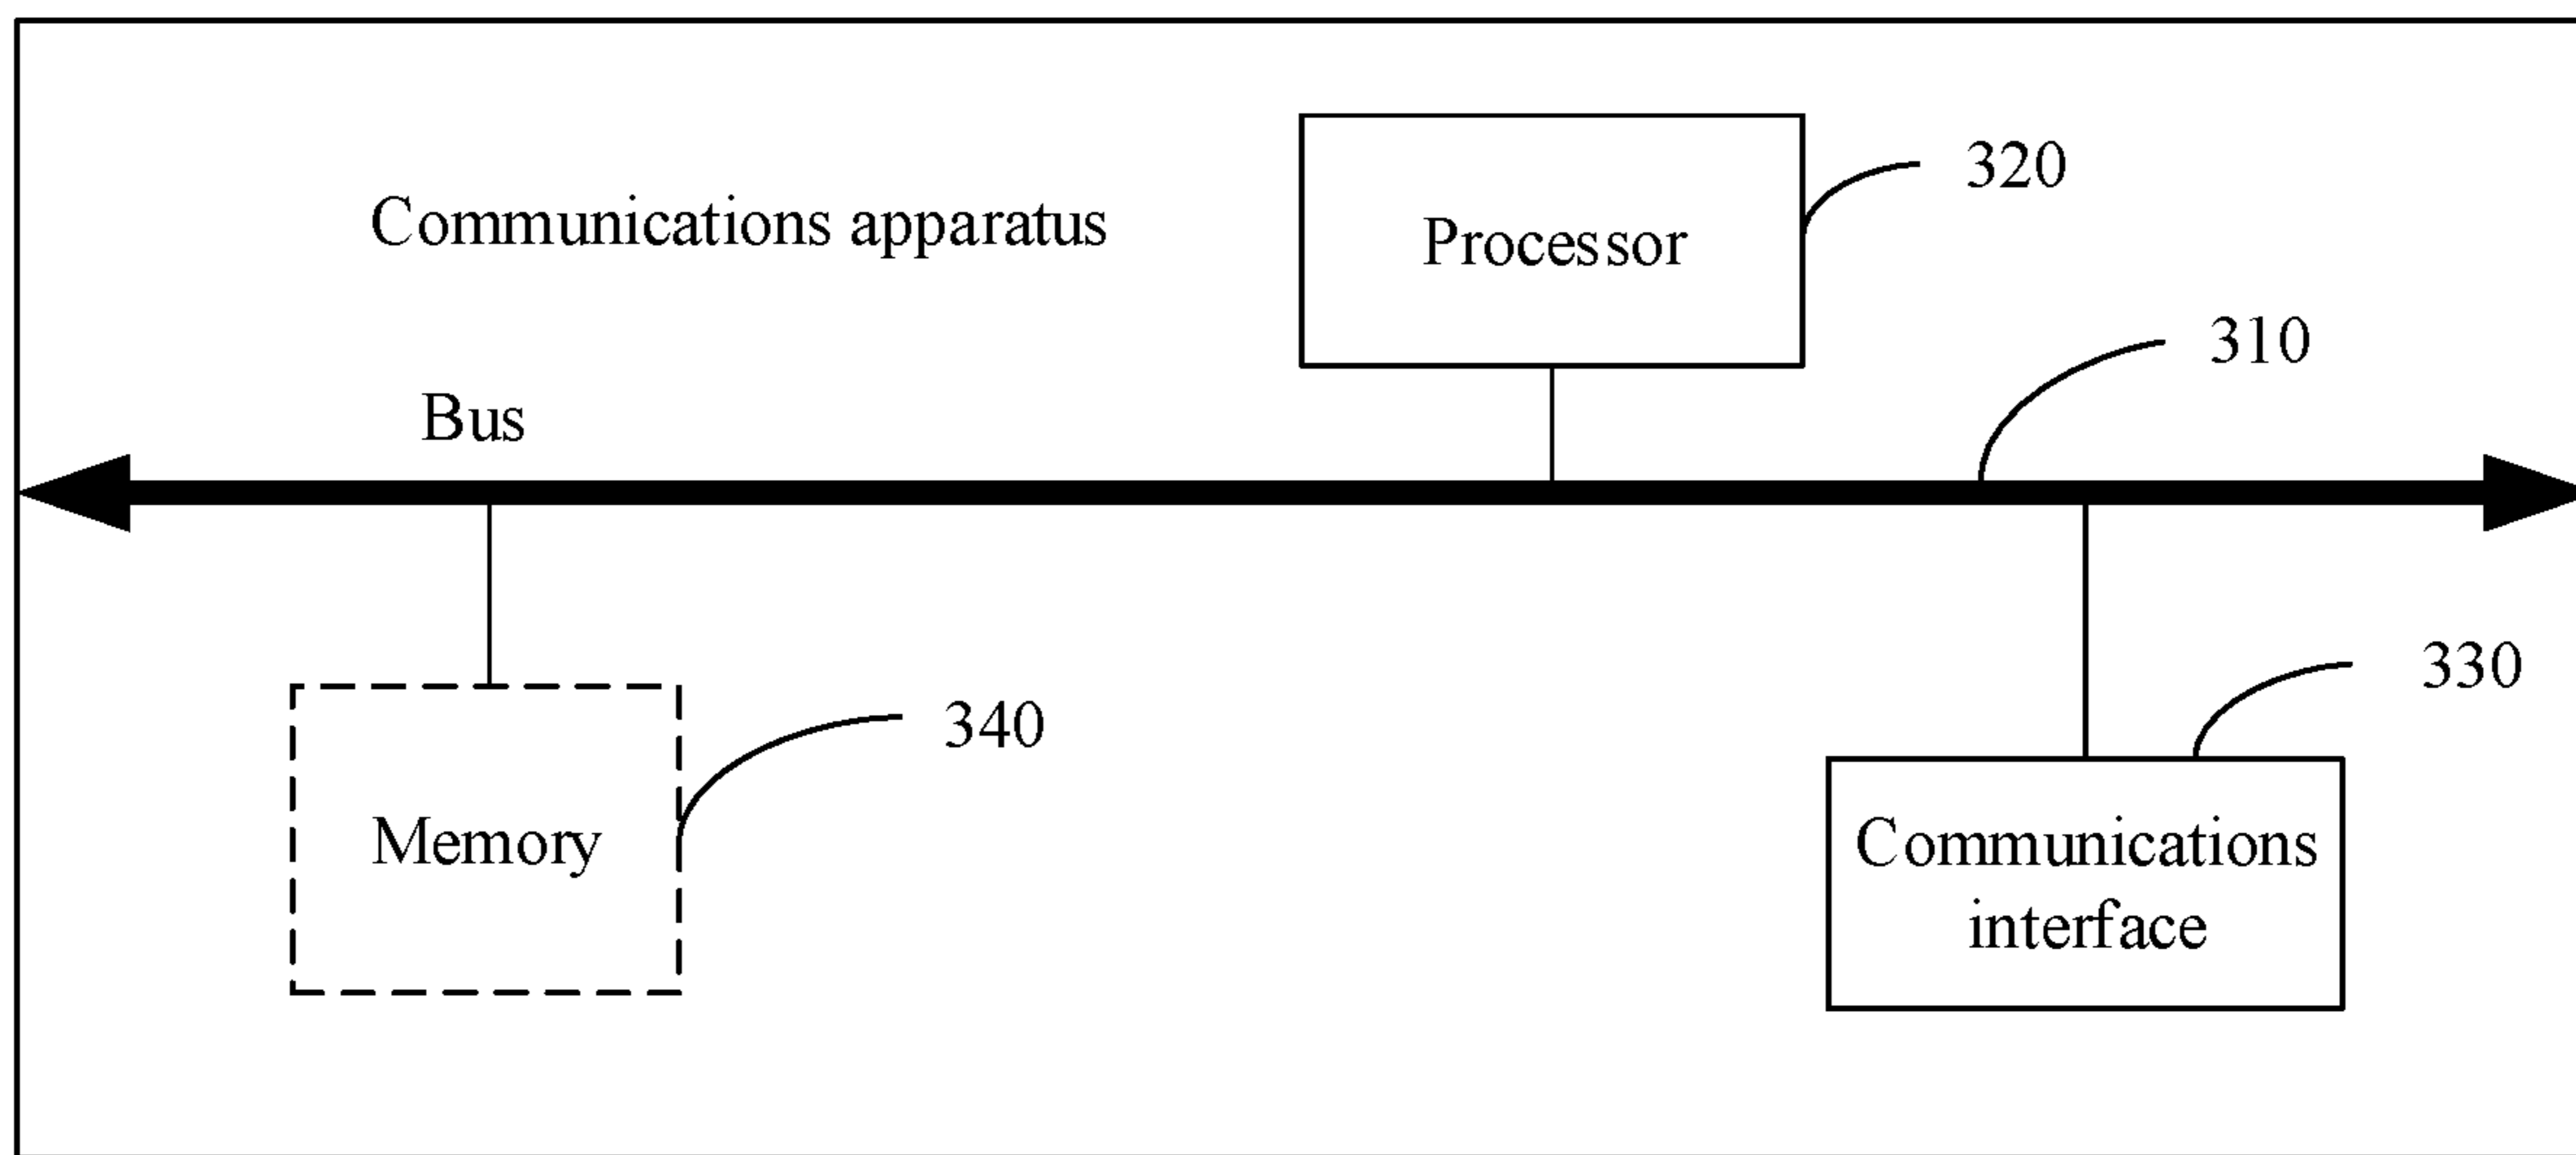 320
Communications apparatus
Processor
310
Bus
330
340
Memory
Communications
interface